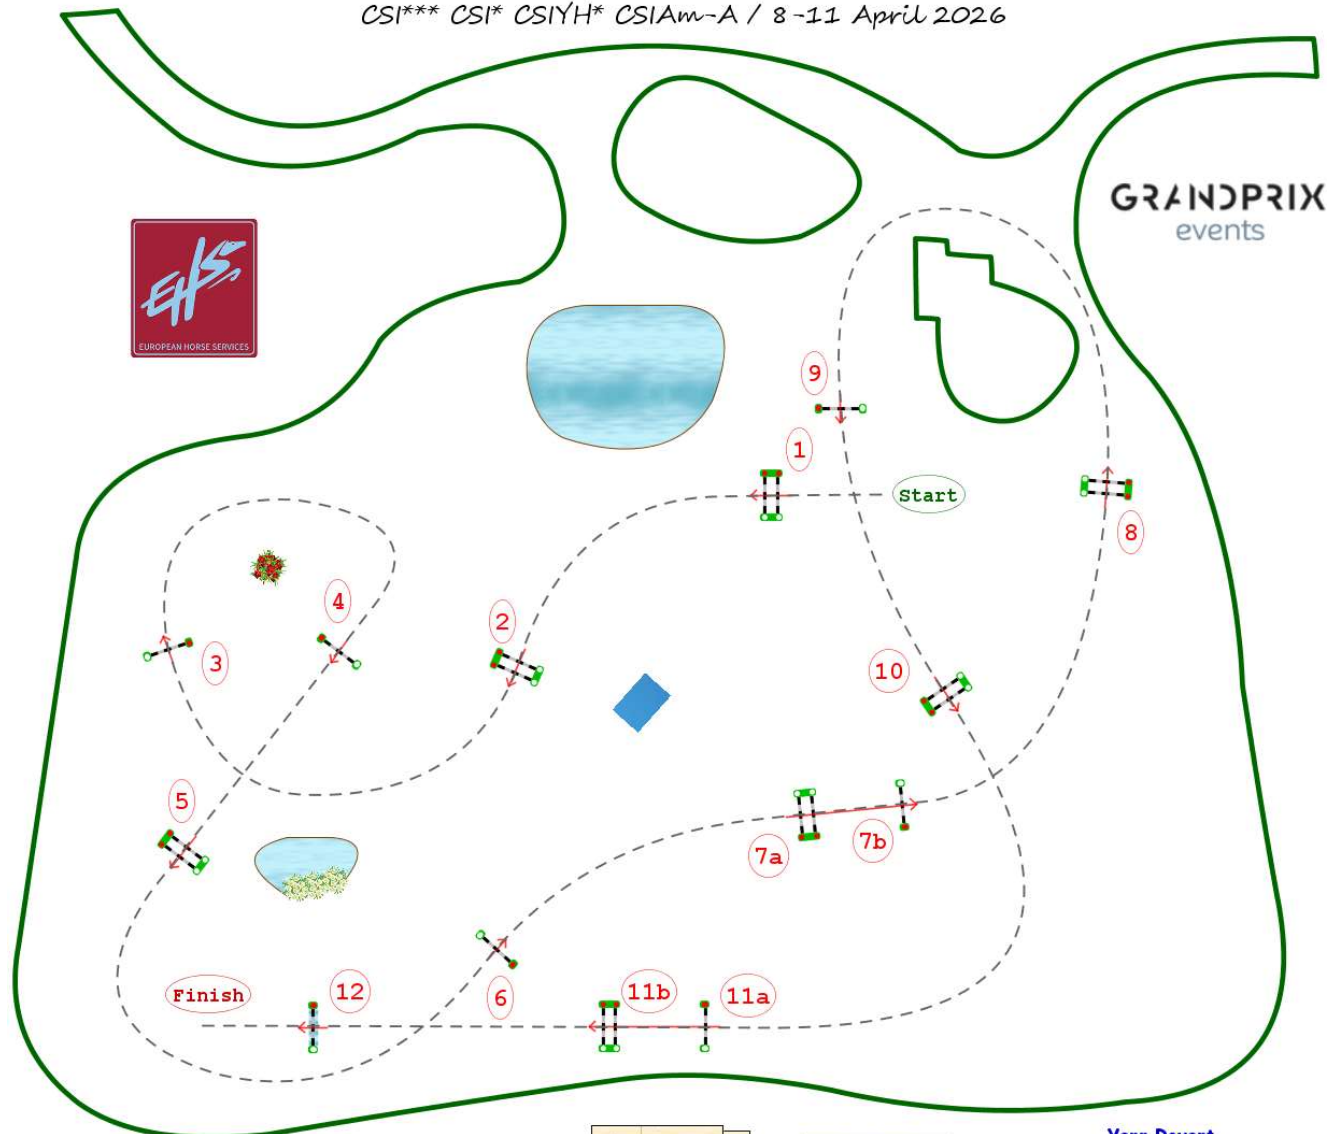 CSI*** CSI* CSIYH* CSIAm-A / 8-11 April 2026
GRANDPRIX
events
EHS
EUROPEAN HORSE SERVICES
9
1
Start
8
4
2
3
10
5
7a
7b
Finish
12
6
11b
11a